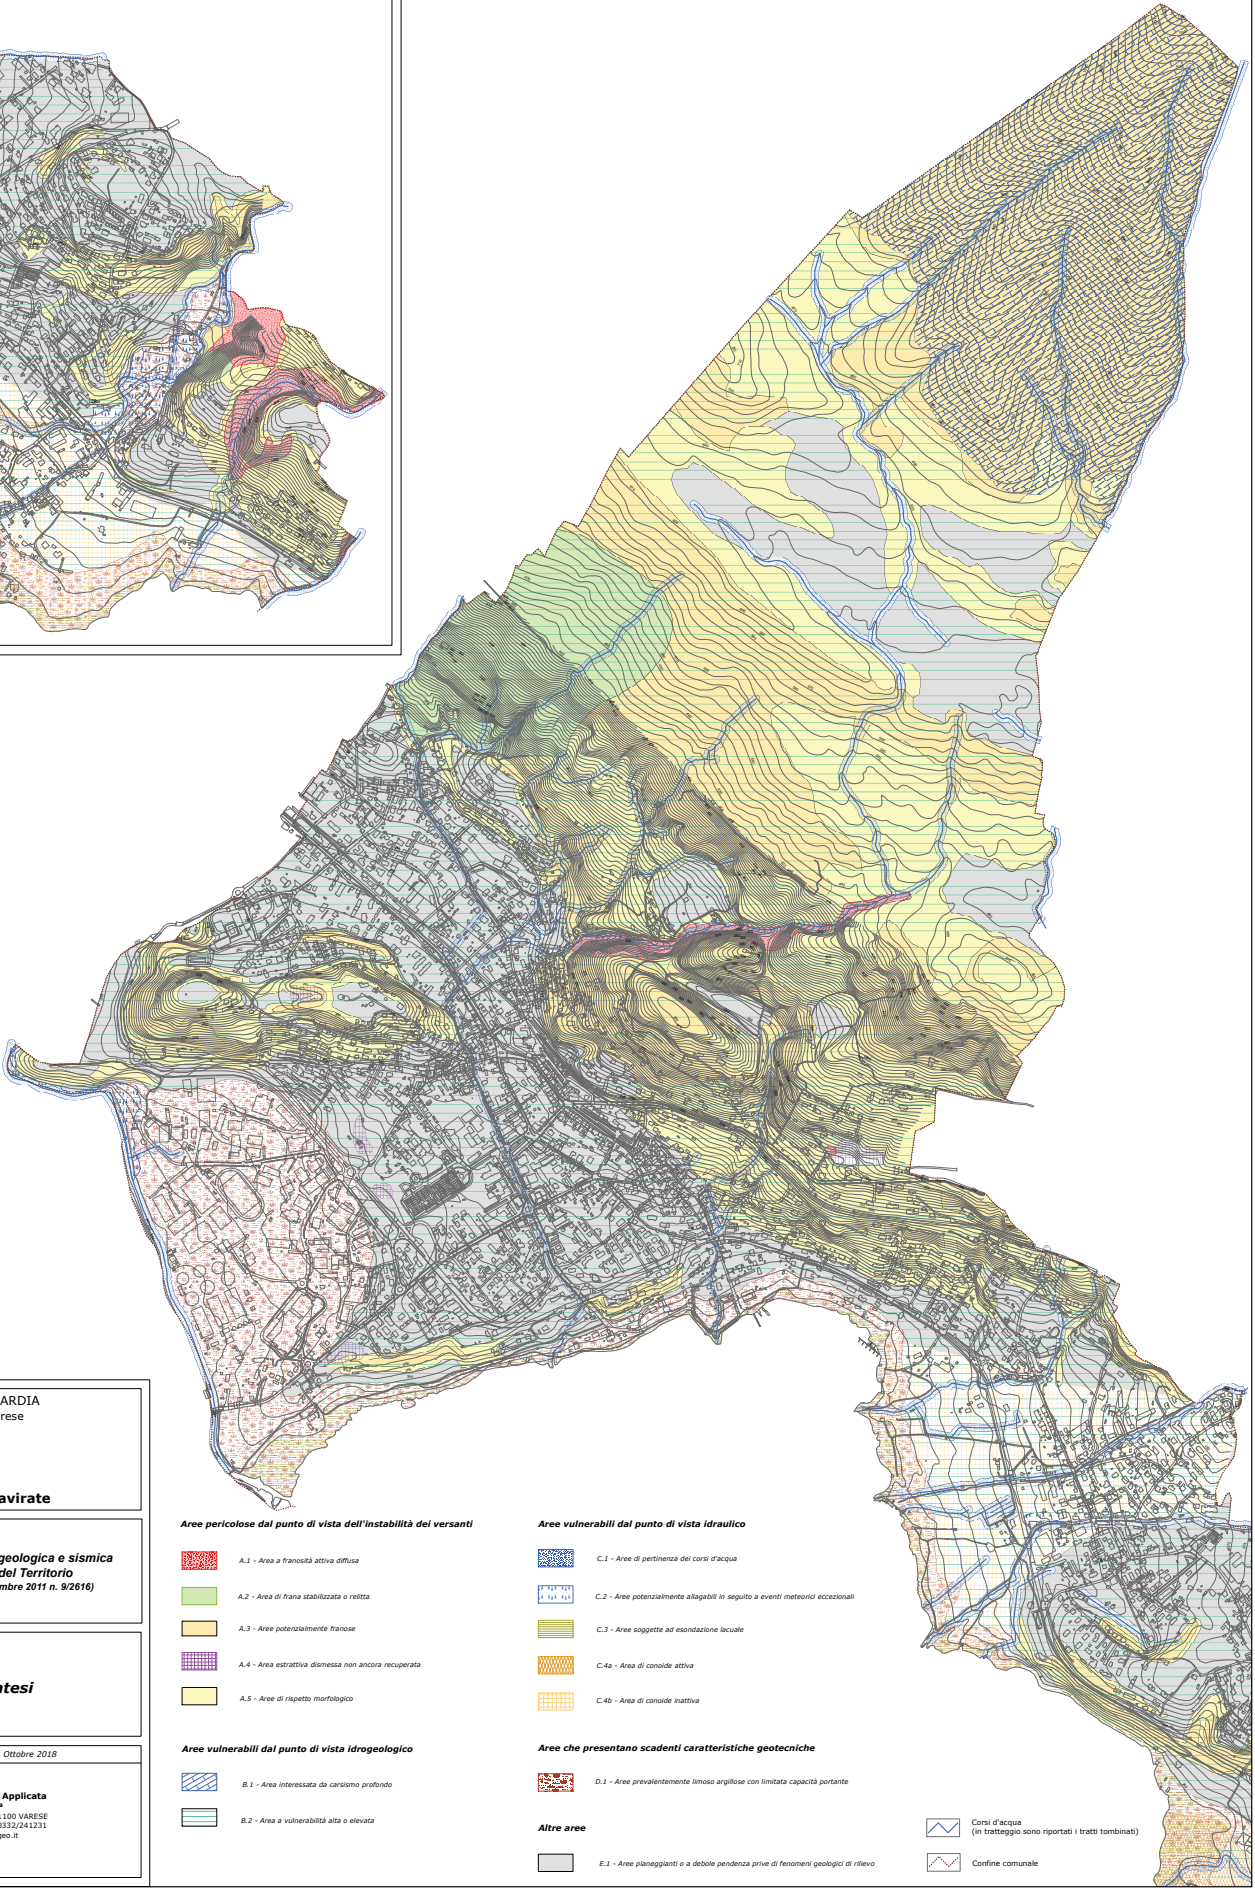 ARDIA
rese
avirate
geologica e sismica
del Territorio
mbre 2011 n. 9/2616)
ntesi
Ottobre 2018
Applicata
1100 VARESE
0332/241231
geo.it
Aree pericolose dal punto di vista dell'instabilità dei versanti
A.1 - Area a franosità attiva diffusa
A.2 - Area di frana stabilizzata o relitta
A.3 - Aree potenzialmente franose
A.4 - Area estrattiva dismessa non ancora recuperata
A.5 - Aree di rispetto morfologico
Aree vulnerabili dal punto di vista idrogeologico
B.1 - Area interessata da carsismo profondo
B.2 - Area a vulnerabilità alta o elevata
Aree vulnerabili dal punto di vista idraulico
C.1 - Aree di pertinenza dei corsi d'acqua
C.2 - Aree potenzialmente allagabili in seguito a eventi meteorici eccezionali
C.3 - Aree soggette ad esondazione lacuale
C.4a - Area di conoide attiva
C.4b - Area di conoide inattiva
Aree che presentano scadenti caratteristiche geotecniche
D.1 - Aree prevalentemente limoso argillose con limitata capacità portante
Altre aree
E.1 - Aree pianeggianti o a debole pendenza prive di fenomeni geologici di rilievo
Corsi d'acqua
(in tratteggio sono riportati i tratti tombinati)
Confine comunale